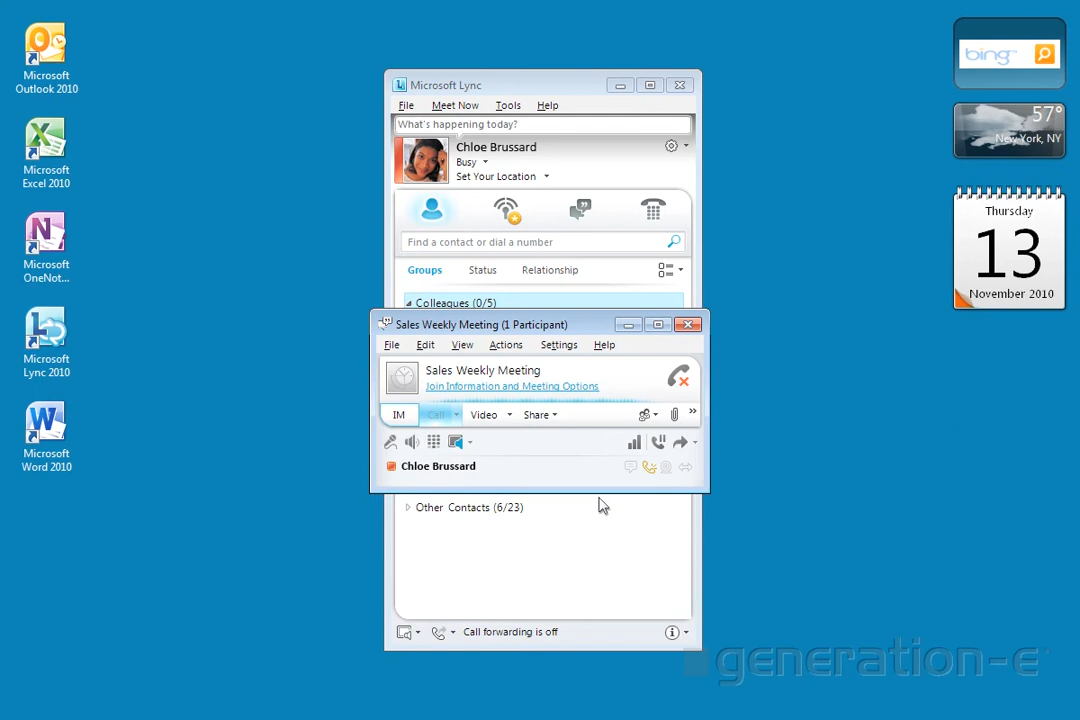 Microsoft
Outlook 2010
Microsoft
Excel 2010
Microsoft
OneNot...
Microsoft
Lync 2010
Microsoft
Word 2010
Microsoft Lync
File Meet Now Tools Help
What's happening today?
Chloe Brussard
Busy
Set Your Location
Find a contact or dial a number
Groups Status Relationship
Colleagues (0/5)
Sales Weekly Meeting (1 Participant)
File Edit View Actions Settings Help
Sales Weekly Meeting
Join Information and Meeting Options
IM Call Video Share
Chloe Brussard
Other Contacts (6/23)
Call forwarding is off
bing
57°
New York, NY
Thursday
13
November 2010
generation-e